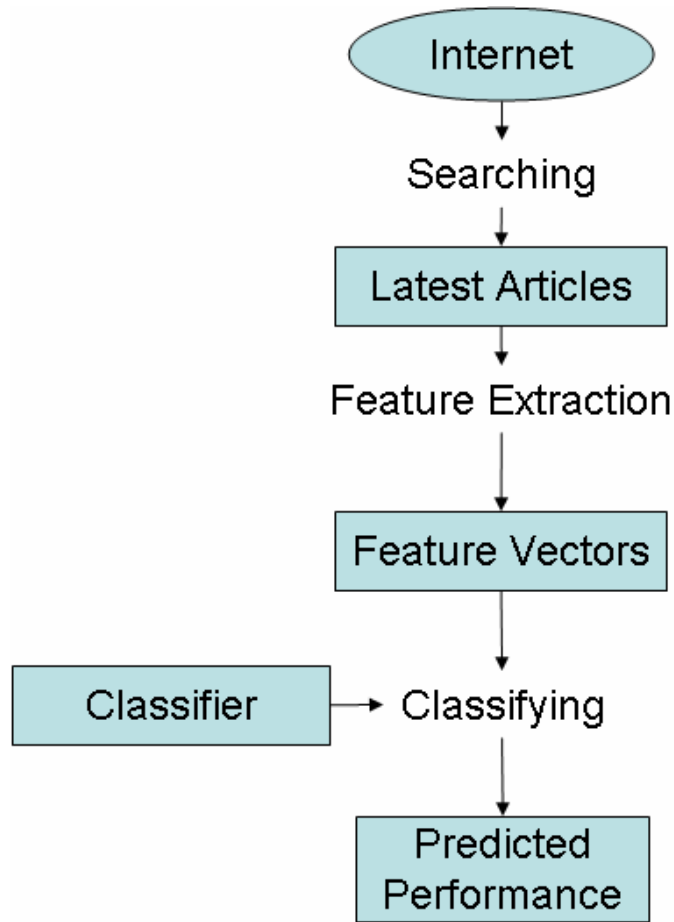 Internet
Searching
Latest Articles
Feature Extraction
Feature Vectors
Classifier
Classifying
Predicted
Performance